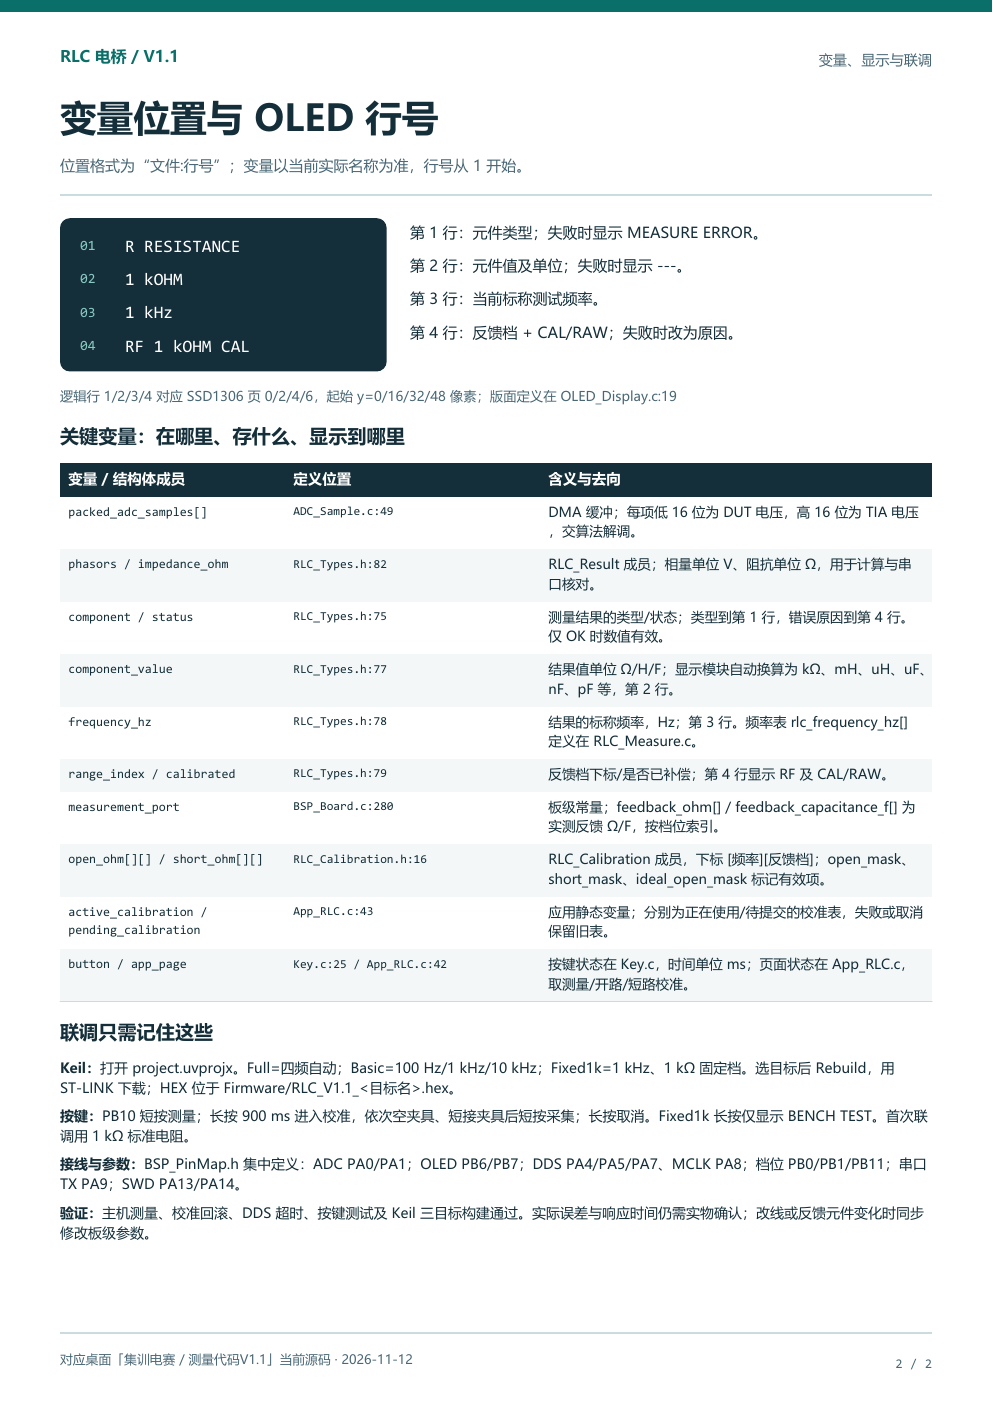 RLC 电桥 / V1.1
变量、显示与联调
变量位置与 OLED 行号
位置格式为“文件:行号”；变量以当前实际名称为准，行号从 1 开始。
01 R RESISTANCE
02 1 kOHM
03 1 kHz
04 RF 1 kOHM CAL
第 1 行：元件类型；失败时显示 MEASURE ERROR。
第 2 行：元件值及单位；失败时显示 ---。
第 3 行：当前标称测试频率。
第 4 行：反馈档 + CAL/RAW；失败时改为原因。
逻辑行 1/2/3/4 对应 SSD1306 页 0/2/4/6，起始 y=0/16/32/48 像素；版面定义在 OLED_Display.c:19
关键变量：在哪里、存什么、显示到哪里
变量 / 结构体成员 定义位置 含义与去向
packed_adc_samples[] ADC_Sample.c:49 DMA 缓冲；每项低 16 位为 DUT 电压，高 16 位为 TIA 电压
，交算法解调。
phasors / impedance_ohm RLC_Types.h:82 RLC_Result 成员；相量单位 V、阻抗单位 Ω，用于计算与串
口核对。
component / status RLC_Types.h:75 测量结果的类型/状态；类型到第 1 行，错误原因到第 4 行。
仅 OK 时数值有效。
component_value RLC_Types.h:77 结果值单位 Ω/H/F；显示模块自动换算为 kΩ、mH、uH、uF、
nF、pF 等，第 2 行。
frequency_hz RLC_Types.h:78 结果的标称频率，Hz；第 3 行。频率表 rlc_frequency_hz[]
定义在 RLC_Measure.c。
range_index / calibrated RLC_Types.h:79 反馈档下标/是否已补偿；第 4 行显示 RF 及 CAL/RAW。
measurement_port BSP_Board.c:280 板级常量；feedback_ohm[] / feedback_capacitance_f[] 为
实测反馈 Ω/F，按档位索引。
open_ohm[][] / short_ohm[][] RLC_Calibration.h:16 RLC_Calibration 成员，下标 [频率][反馈档]；open_mask、
short_mask、ideal_open_mask 标记有效项。
active_calibration / App_RLC.c:43 应用静态变量；分别为正在使用/待提交的校准表，失败或取消
pending_calibration 保留旧表。
button / app_page Key.c:25 / App_RLC.c:42 按键状态在 Key.c，时间单位 ms；页面状态在 App_RLC.c，
取测量/开路/短路校准。
联调只需记住这些
Keil：打开 project.uvprojx。Full=四频自动；Basic=100 Hz/1 kHz/10 kHz；Fixed1k=1 kHz、1 kΩ 固定档。选目标后 Rebuild，用
ST-LINK 下载；HEX 位于 Firmware/RLC_V1.1_<目标名>.hex。
按键：PB10 短按测量；长按 900 ms 进入校准，依次空夹具、短接夹具后短按采集；长按取消。Fixed1k 长按仅显示 BENCH TEST。首次联
调用 1 kΩ 标准电阻。
接线与参数：BSP_PinMap.h 集中定义：ADC PA0/PA1；OLED PB6/PB7；DDS PA4/PA5/PA7、MCLK PA8；档位 PB0/PB1/PB11；串口
TX PA9；SWD PA13/PA14。
验证：主机测量、校准回滚、DDS 超时、按键测试及 Keil 三目标构建通过。实际误差与响应时间仍需实物确认；改线或反馈元件变化时同步
修改板级参数。
对应桌面「集训电赛 / 测量代码V1.1」当前源码 · 2026-11-12
2 / 2